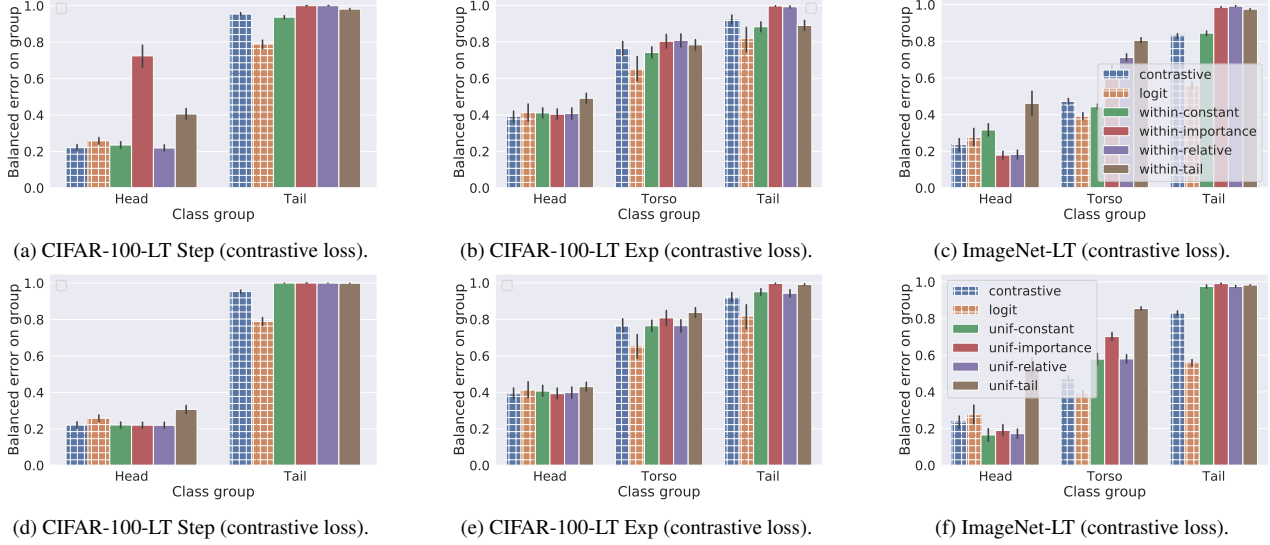 Balanced error on group
1.0
0.8
0.6
0.4
0.2
0.0
Head
Tail
Class group
(a) CIFAR-100-LT Step (contrastive loss).
Balanced error on group
1.0
0.8
0.6
0.4
0.2
0.0
Head
Torso
Tail
Class group
(b) CIFAR-100-LT Exp (contrastive loss).
Balanced error on group
1.0
0.8
0.6
0.4
0.2
0.0
contrastive
logit
within-constant
within-importance
within-relative
within-tail
Head
Torso
Tail
Class group
(c) ImageNet-LT (contrastive loss).
Balanced error on group
1.0
0.8
0.6
0.4
0.2
0.0
Head
Tail
Class group
(d) CIFAR-100-LT Step (contrastive loss).
Balanced error on group
1.0
0.8
0.6
0.4
0.2
0.0
Head
Torso
Tail
Class group
(e) CIFAR-100-LT Exp (contrastive loss).
Balanced error on group
1.0
0.8
0.6
0.4
0.2
0.0
contrastive
logit
unif-constant
unif-importance
unif-relative
unif-tail
Head
Torso
Tail
Class group
(f) ImageNet-LT (contrastive loss).